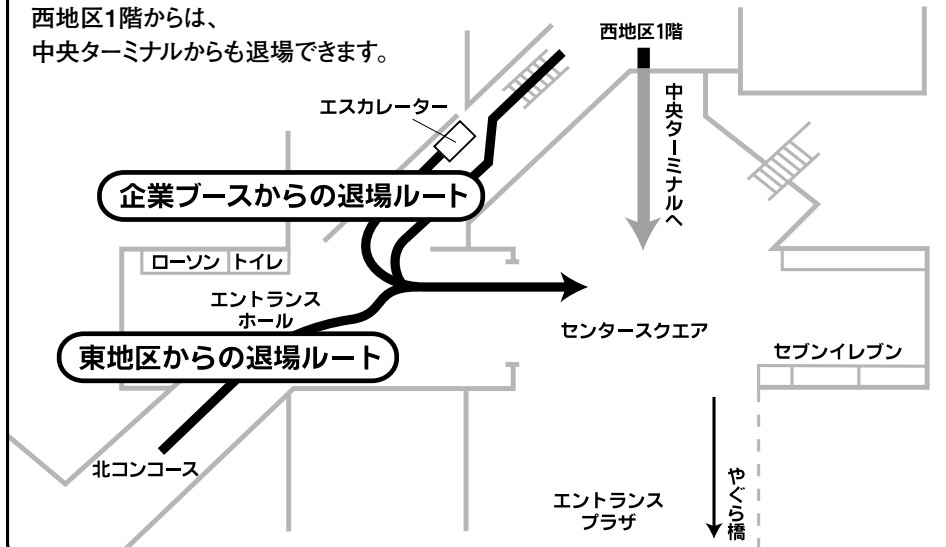 西地区1階からは、
中央ターミナルからも退場できます。
西地区1階
エスカレーター
中央ターミナルへ
企業ブースからの退場ルート
ローソン
トイレ
エントランス
ホール
センタースクエア
東地区からの退場ルート
セブンイレブン
北コンコース
エントランス
プラザ
やぐら橋